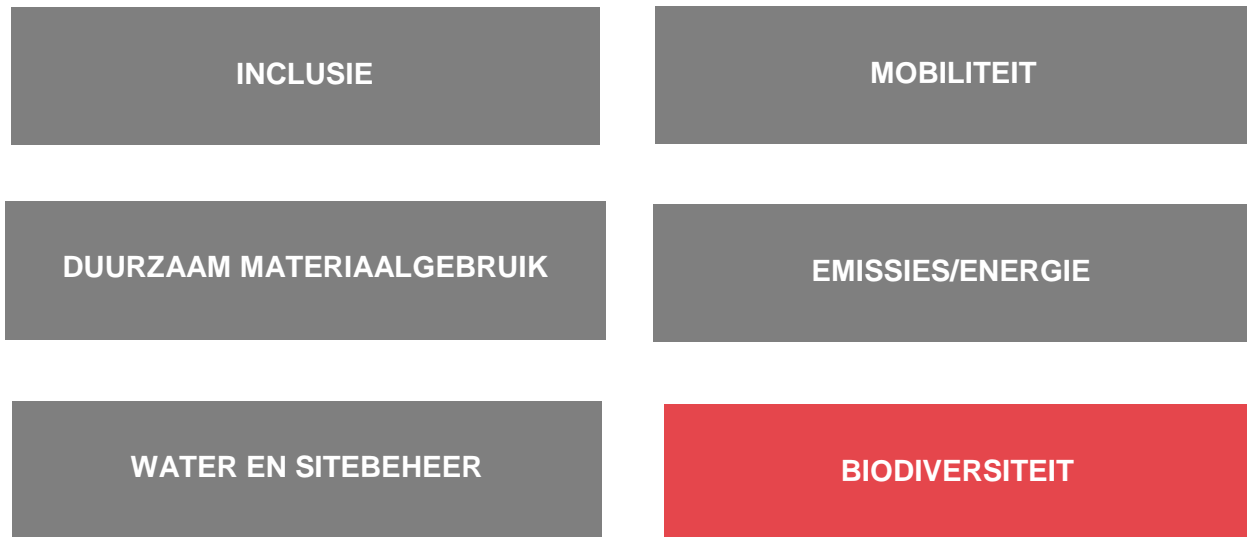 INCLUSIE
MOBILITEIT
DUURZAAM MATERIAALGEBRUIK
EMISSIES/ENERGIE
WATER EN SITEBEHEER
BIODIVERSITEIT